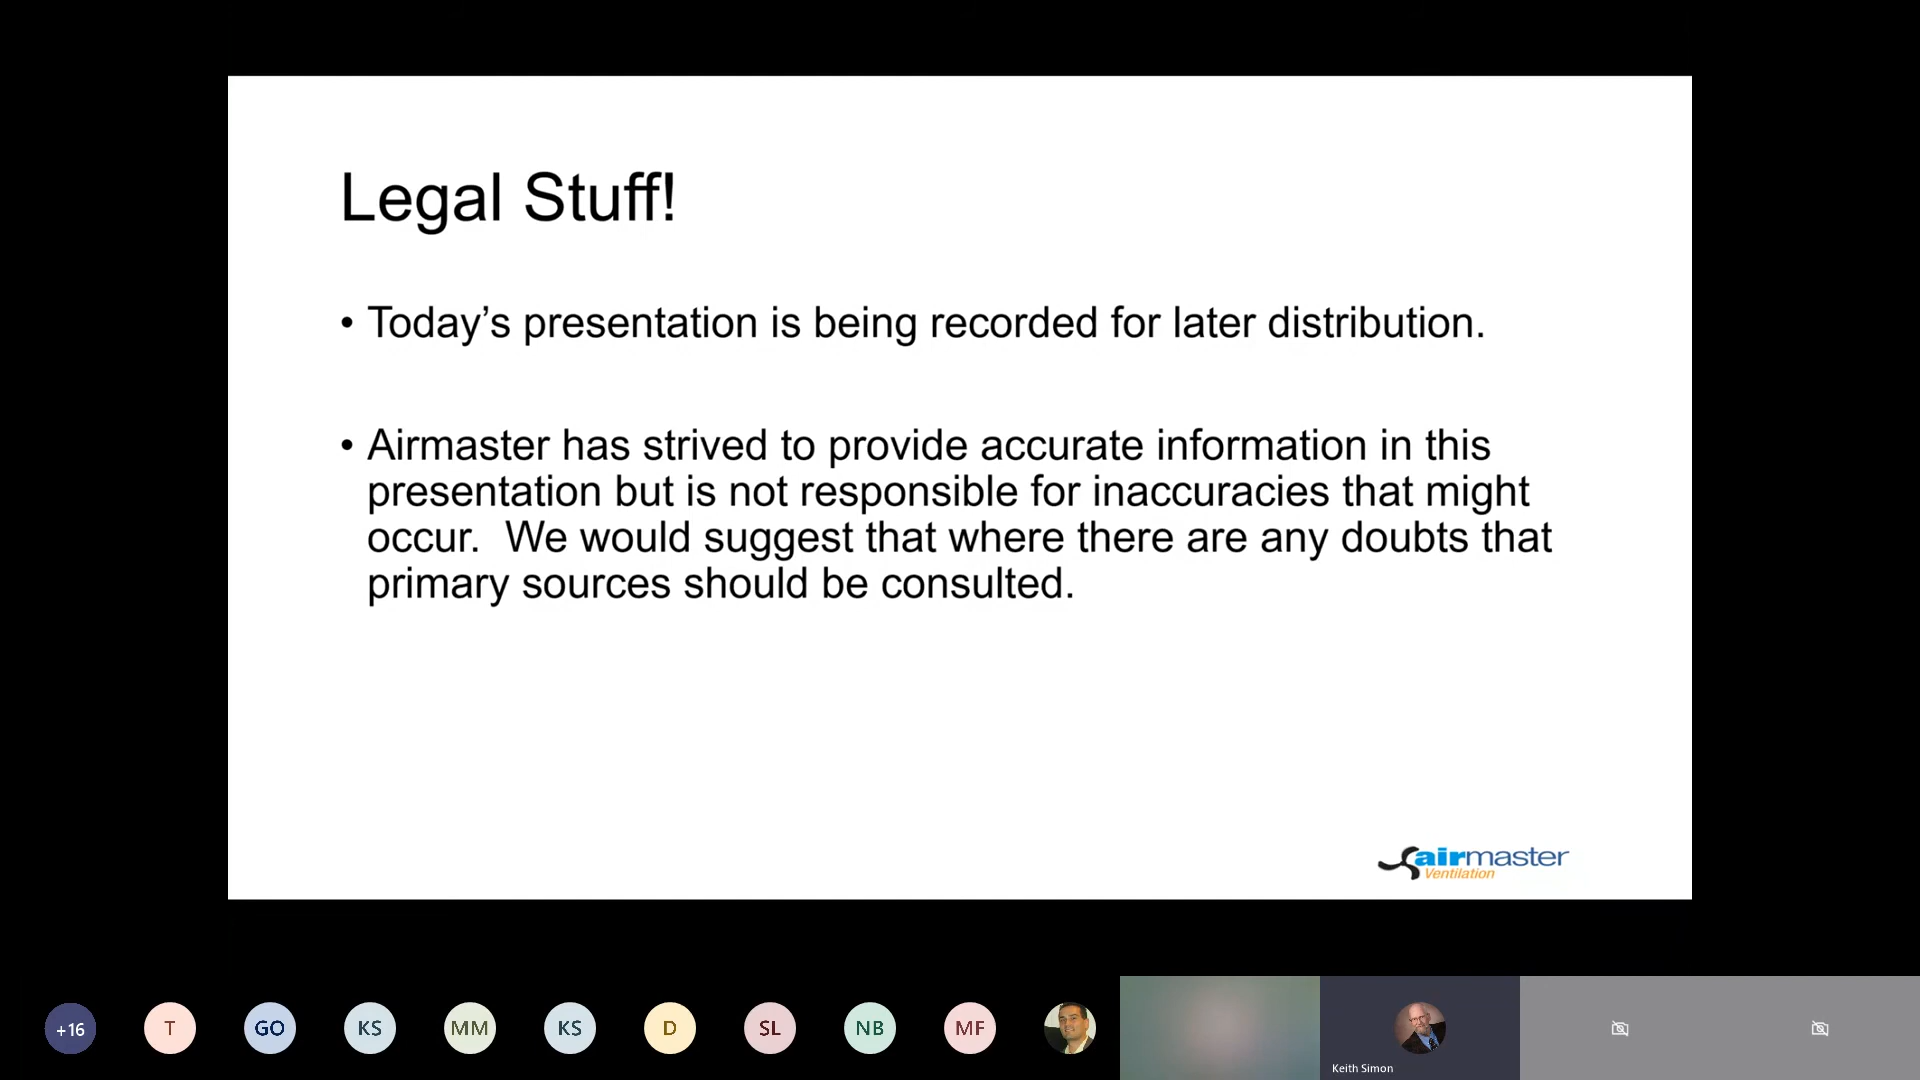 Legal Stuff!
• Today’s presentation is being recorded for later distribution.
• Airmaster has strived to provide accurate information in this
presentation but is not responsible for inaccuracies that might
occur.  We would suggest that where there are any doubts that
primary sources should be consulted.
airmaster
Ventilation
+16
T
GO
KS
MM
KS
D
SL
NB
MF
Keith Simon